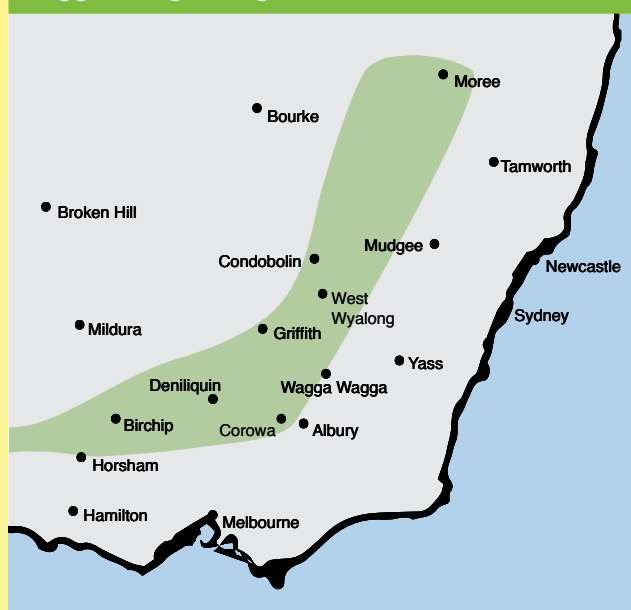 Moree
Bourke
Tamworth
Broken Hill
Mudgee
Condobolin
Newcastle
West
Wyalong
Sydney
Mildura
Griffith
Yass
Deniliquin
Wagga Wagga
Birchip
Corowa
Albury
Horsham
Hamilton
Melbourne